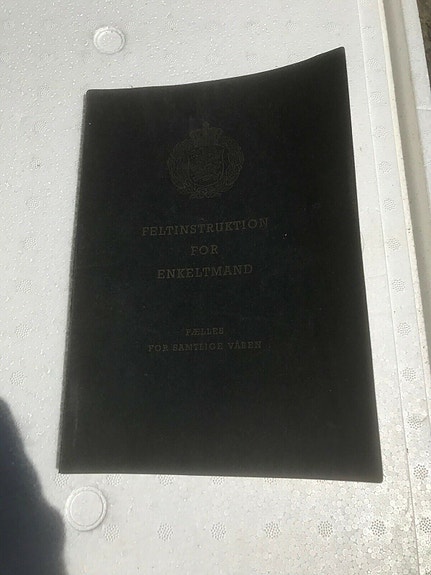 FELTINSTRUKTION
FOR
ENKELTMAND
FÆLLES
FOR SAMTLIGE VÅBEN